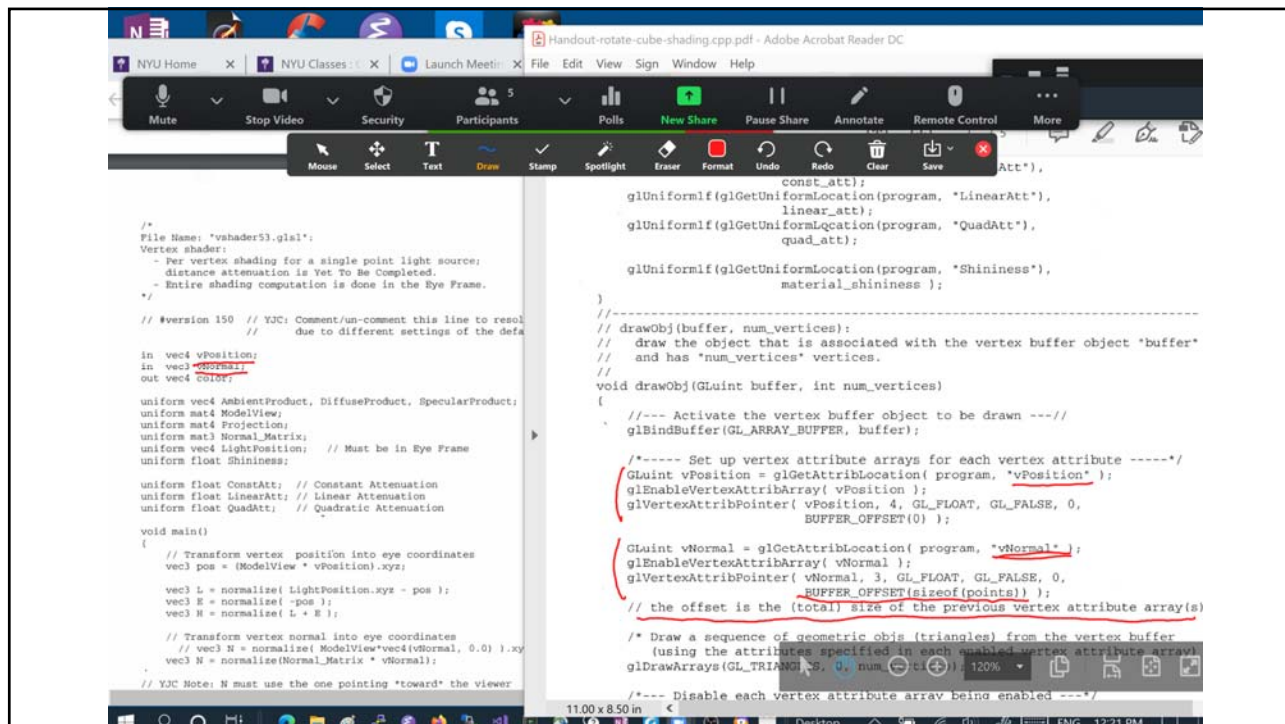 Handout-rotate-cube-shading.cpp.pdf - Adobe Acrobat Reader DC
NYU Home
NYU Classes :
Launch Meetin
File Edit View Sign Window Help
5
Mute Stop Video Security Participants Polls New Share Pause Share Annotate Remote Control More
Mouse Select Text Draw Stamp Spotlight Eraser Format Undo Redo Clear Save
/*
File Name: "vshader53.glsl":
Vertex shader:
- Per vertex shading for a single point light source;
distance attenuation is Yet To Be Completed.
- Entire shading computation is done in the Eye Frame.
*/
// #version 150 // YJC: Comment/un-comment this line to resol
// due to different settings of the defa
in vec4 vPosition;
in vec3 vNormal;
out vec4 color;
uniform vec4 AmbientProduct, DiffuseProduct, SpecularProduct;
uniform mat4 ModelView;
uniform mat4 Projection;
uniform mat3 Normal_Matrix;
uniform vec4 LightPosition; // Must be in Eye Frame
uniform float Shininess;
uniform float ConstAtt; // Constant Attenuation
uniform float LinearAtt; // Linear Attenuation
uniform float QuadAtt; // Quadratic Attenuation
void main()
{
// Transform vertex position into eye coordinates
vec3 pos = (ModelView * vPosition).xyz;
vec3 L = normalize( LightPosition.xyz - pos );
vec3 E = normalize( -pos );
vec3 H = normalize( L + E );
// Transform vertex normal into eye coordinates
// vec3 N = normalize( ModelView*vec4(vNormal, 0.0) ).xy
vec3 N = normalize(Normal_Matrix * vNormal);
// YJC Note: N must use the one pointing *toward* the viewer
Att"),
const_att);
glUniform1f(glGetUniformLocation(program, "LinearAtt"),
linear_att);
glUniform1f(glGetUniformLocation(program, "QuadAtt"),
quad_att);
glUniform1f(glGetUniformLocation(program, "Shininess"),
material_shininess );
}
//----------------------------------------------------------------------
// drawObj(buffer, num_vertices):
// draw the object that is associated with the vertex buffer object "buffer"
// and has "num_vertices" vertices.
//
void drawObj(GLuint buffer, int num_vertices)
{
//--- Activate the vertex buffer object to be drawn ---//
glBindBuffer(GL_ARRAY_BUFFER, buffer);
/*----- Set up vertex attribute arrays for each vertex attribute -----*/
GLuint vPosition = glGetAttribLocation( program, "vPosition" );
glEnableVertexAttribArray( vPosition );
glVertexAttribPointer( vPosition, 4, GL_FLOAT, GL_FALSE, 0,
BUFFER_OFFSET(0) );
GLuint vNormal = glGetAttribLocation( program, "vNormal" );
glEnableVertexAttribArray( vNormal );
glVertexAttribPointer( vNormal, 3, GL_FLOAT, GL_FALSE, 0,
BUFFER_OFFSET(sizeof(points)) );
// the offset is the (total) size of the previous vertex attribute array(s)
/* Draw a sequence of geometric objs (triangles) from the vertex buffer
(using the attributes specified in each enabled vertex attribute array)
glDrawArrays(GL_TRIANGLES, 0, num_vertices);
120%
/*--- Disable each vertex attribute array being enabled ---*/
11.00 x 8.50 in
Desktop ENG 12:21 PM